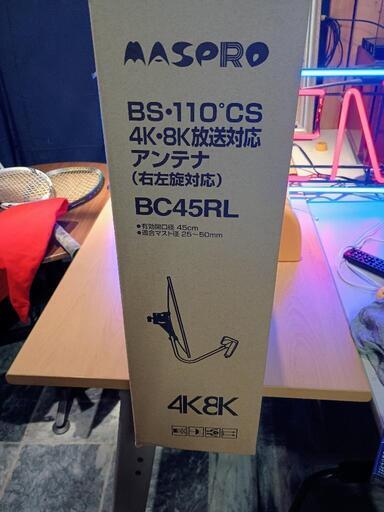 MASPRO
BS・110°CS
4K・8K放送対応
アンテナ
(右左旋対応)
BC45RL
●有効開口径 45cm
●適合マスト径 25〜50mm
4K8K